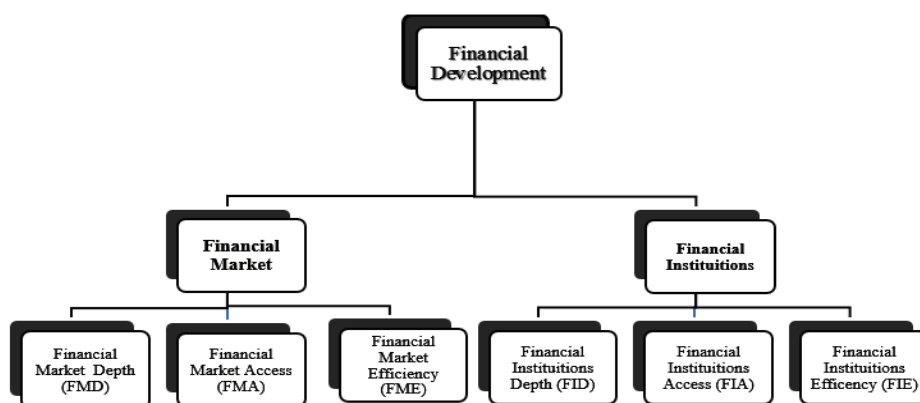 Financial
Development
Financial
Market
Financial
Instituitions
Financial
Market Depth
(FMD)
Financial
Market Access
(FMA)
Financial
Market
Efficiency
(FME)
Financial
Instituitions
Depth (FID)
Financial
Instituitions
Access (FIA)
Financial
Instituitions
Efficency (FIE)